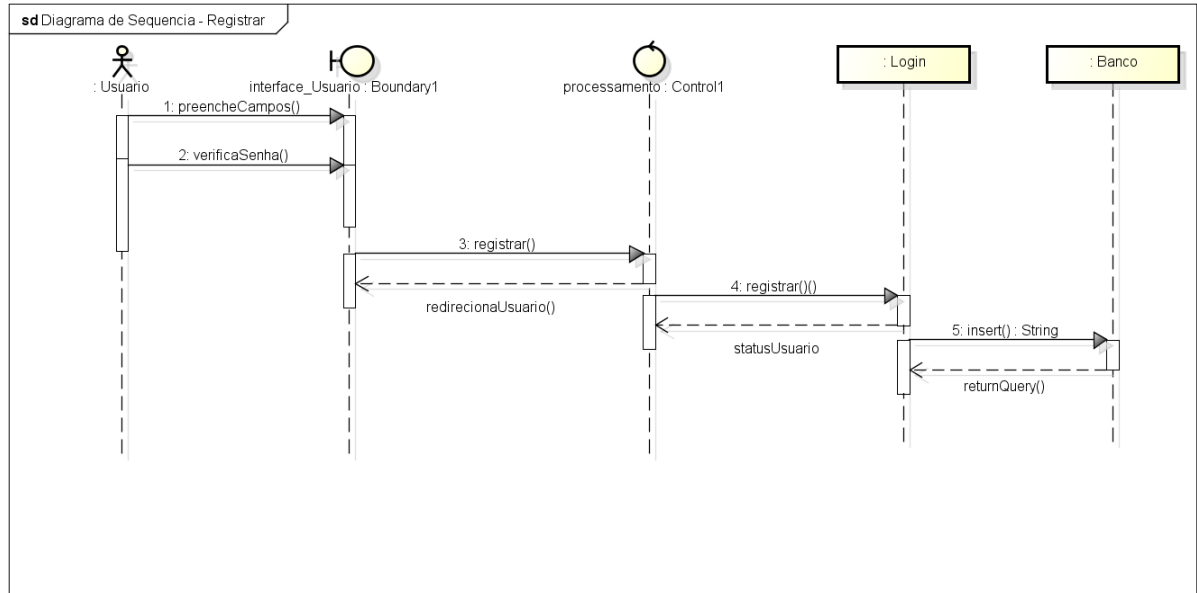 sd Diagrama de Sequencia - Registrar
: Usuario
interface_Usuario : Boundary1
processamento : Control1
: Login
: Banco
1: preencheCampos()
2: verificaSenha()
3: registrar()
redirecionaUsuario()
4: registrar()()
statusUsuario
5: insert() : String
returnQuery()